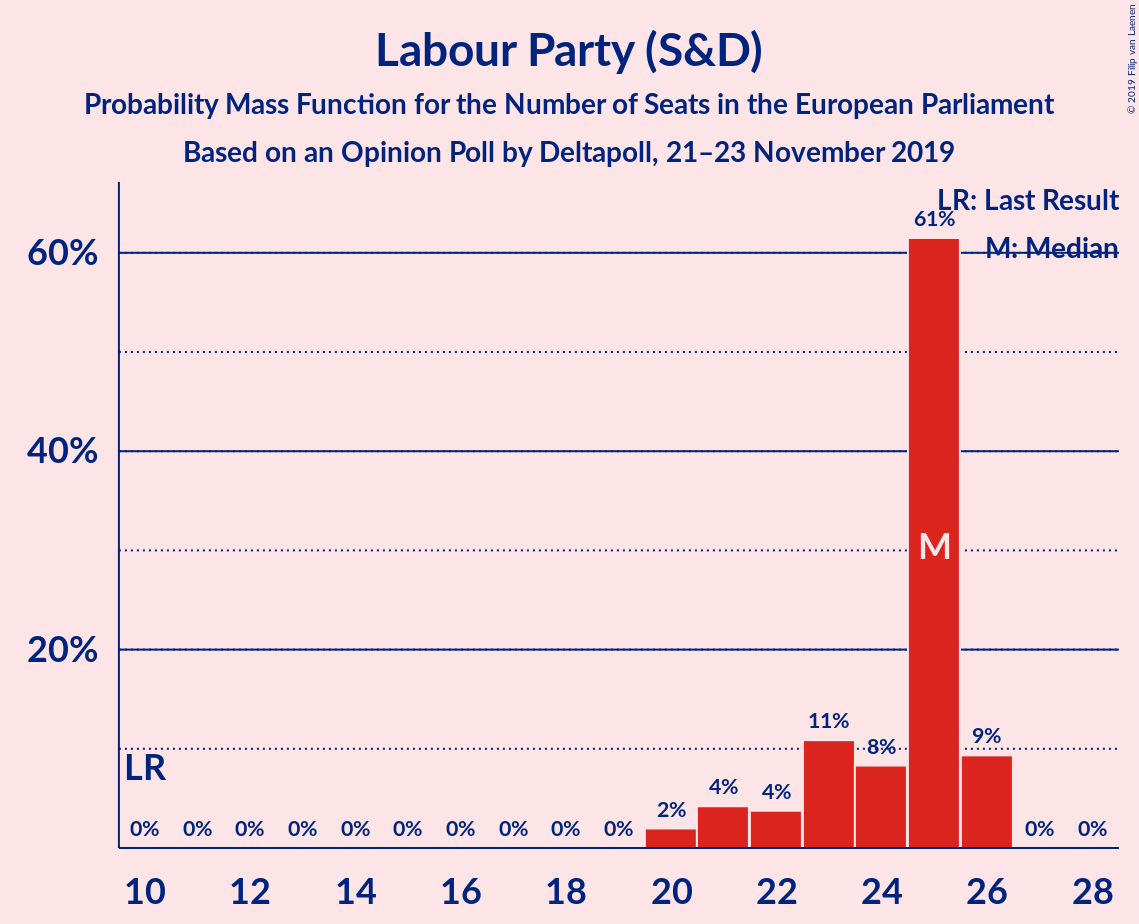 Labour Party (S&D)
Probability Mass Function for the Number of Seats in the European Parliament
Based on an Opinion Poll by Deltapoll, 21–23 November 2019
© 2019 Filip van Laenen
LR: Last Result
M: Median
60%
40%
20%
61%
M
LR
0% 0% 0% 0% 0% 0% 0% 0% 0% 0% 2% 4% 4% 11% 8% 9% 0% 0%
10 12 14 16 18 20 22 24 26 28